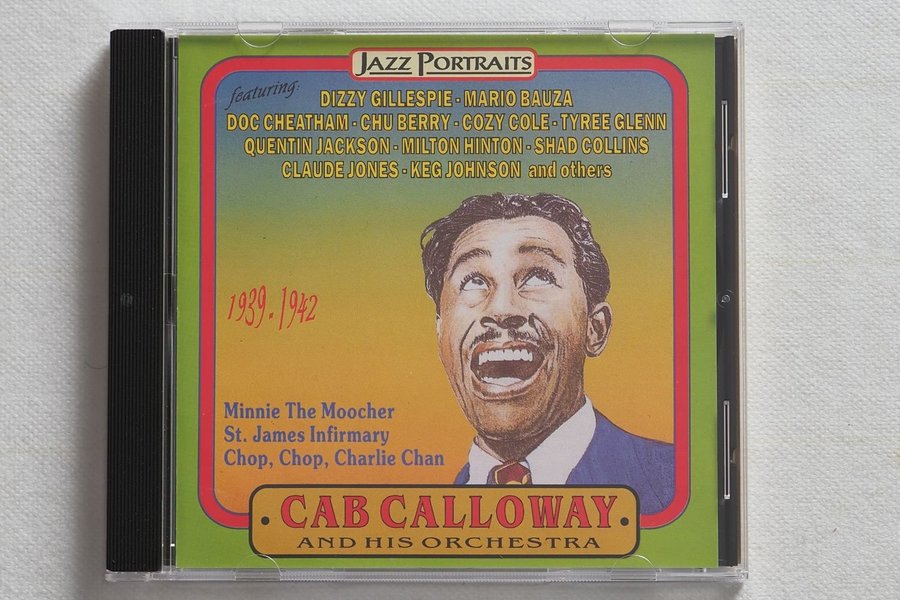 JAZZ PORTRAITS
featuring:
DIZZY GILLESPIE - MARIO BAUZA
DOC CHEATHAM - CHU BERRY - COZY COLE - TYREE GLENN
QUENTIN JACKSON - MILTON HINTON - SHAD COLLINS
CLAUDE JONES - KEG JOHNSON and others
1939-1942
Minnie The Moocher
St. James Infirmary
Chop, Chop, Charlie Chan
• CAB CALLOWAY •
AND HIS ORCHESTRA